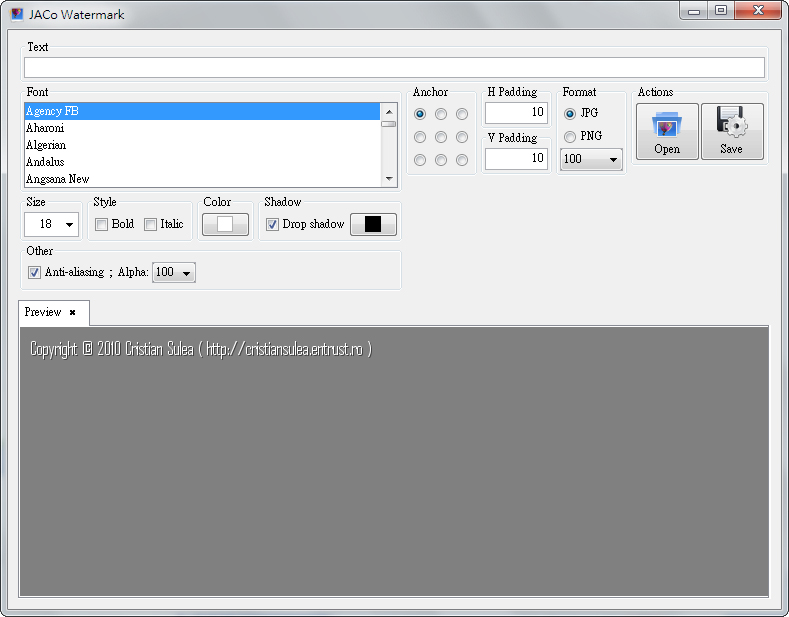 JACo Watermark
Text
Font
Agency FB
Aharoni
Algerian
Andalus
Angsana New
Anchor
H Padding
10
V Padding
10
Format
JPG
PNG
100
Actions
Open
Save
Size
18
Style
Bold
Italic
Color
Shadow
Drop shadow
Other
Anti-aliasing ; Alpha: 100
Preview
Copyright © 2010 Cristian Sulea ( http://cristiansulea.entrust.ro )